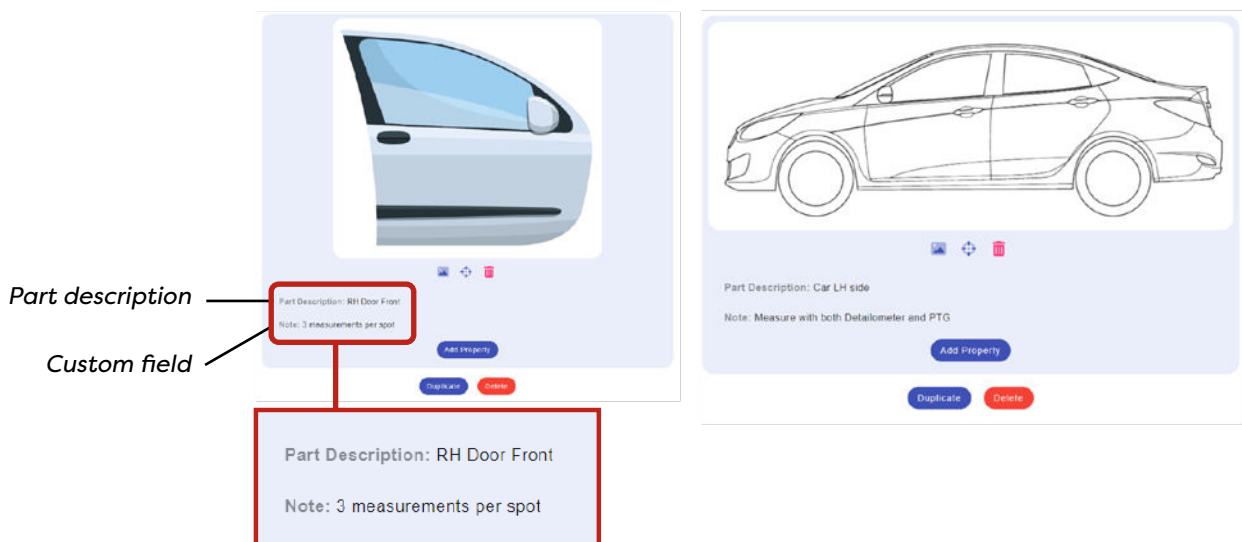 Part description
Custom field
Part Description: RH Door Front
Note: 3 measurements per spot
Add Property
Duplicate
Delete
Part Description: RH Door Front
Note: 3 measurements per spot
Part Description: Car LH side
Note: Measure with both Detailometer and PTG
Add Property
Duplicate
Delete